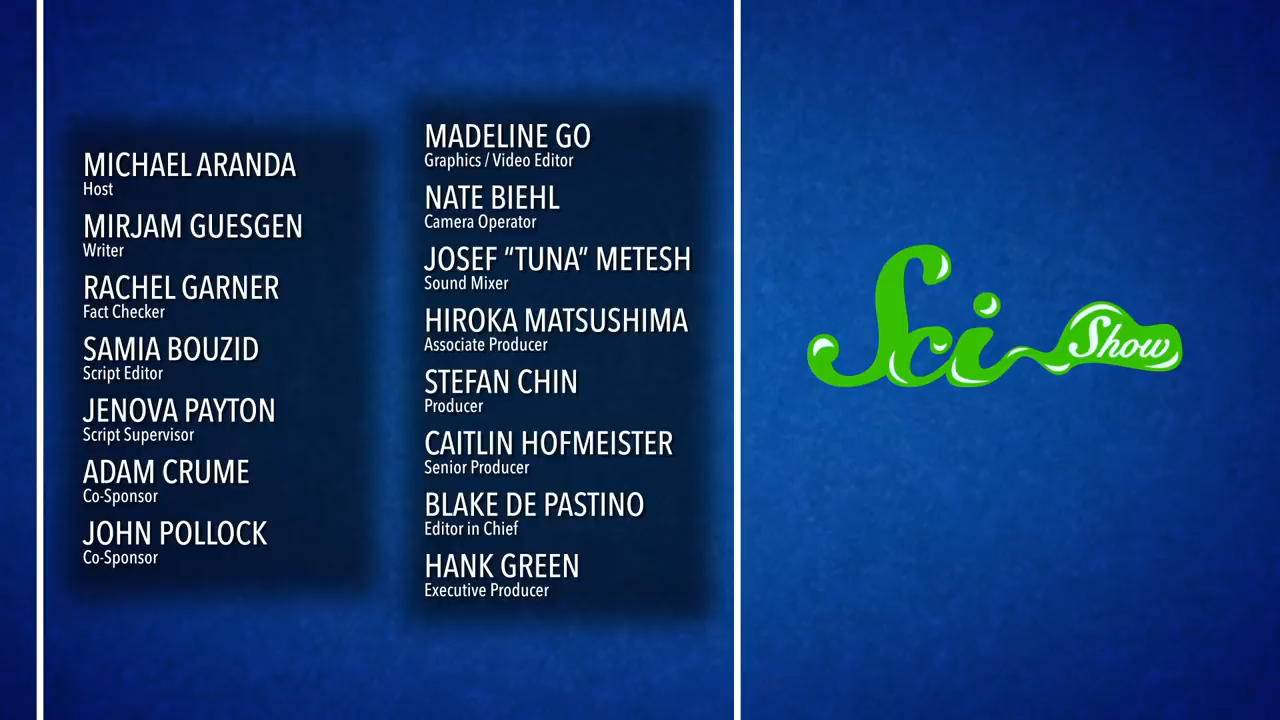 MICHAEL ARANDA
Host
MIRJAM GUESGEN
Writer
RACHEL GARNER
Fact Checker
SAMIA BOUZID
Script Editor
JENOVA PAYTON
Script Supervisor
ADAM CRUME
Co-Sponsor
JOHN POLLOCK
Co-Sponsor
MADELINE GO
Graphics / Video Editor
NATE BIEHL
Camera Operator
JOSEF “TUNA” METESH
Sound Mixer
HIROKA MATSUSHIMA
Associate Producer
STEFAN CHIN
Producer
CAITLIN HOFMEISTER
Senior Producer
BLAKE DE PASTINO
Editor in Chief
HANK GREEN
Executive Producer
Sci Show